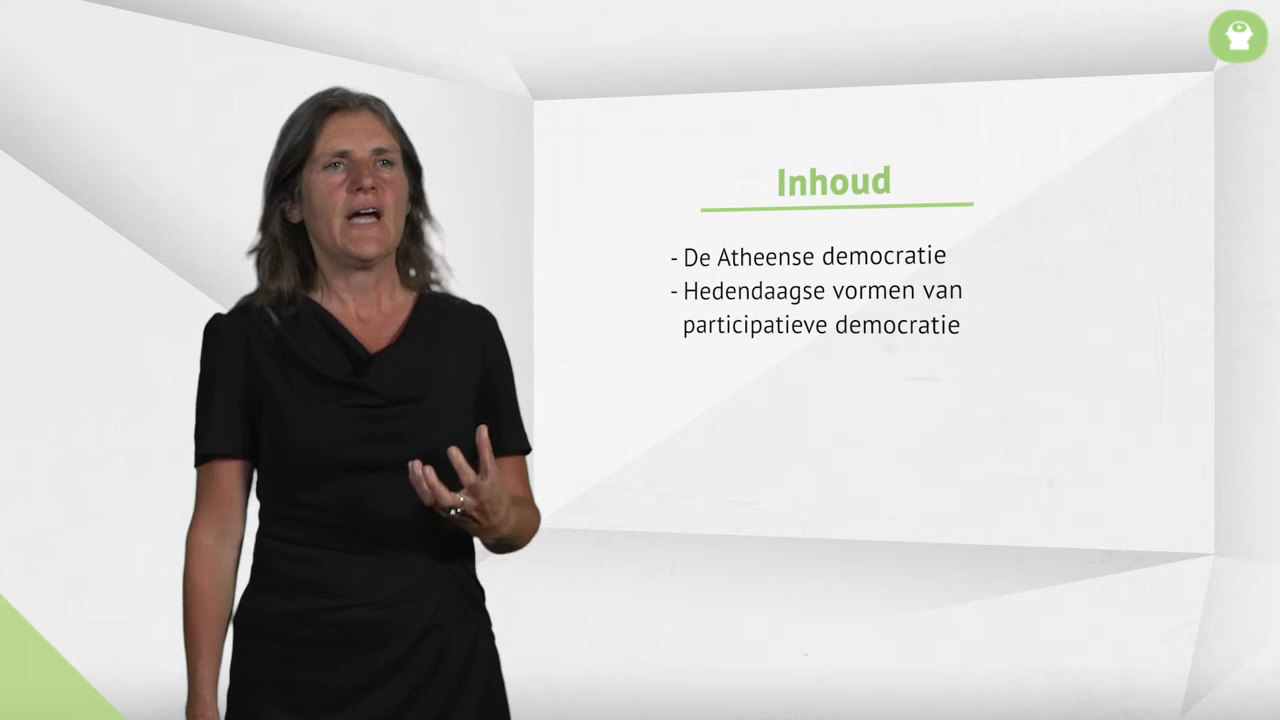 Inhoud
- De Atheense democratie
- Hedendaagse vormen van
participatieve democratie